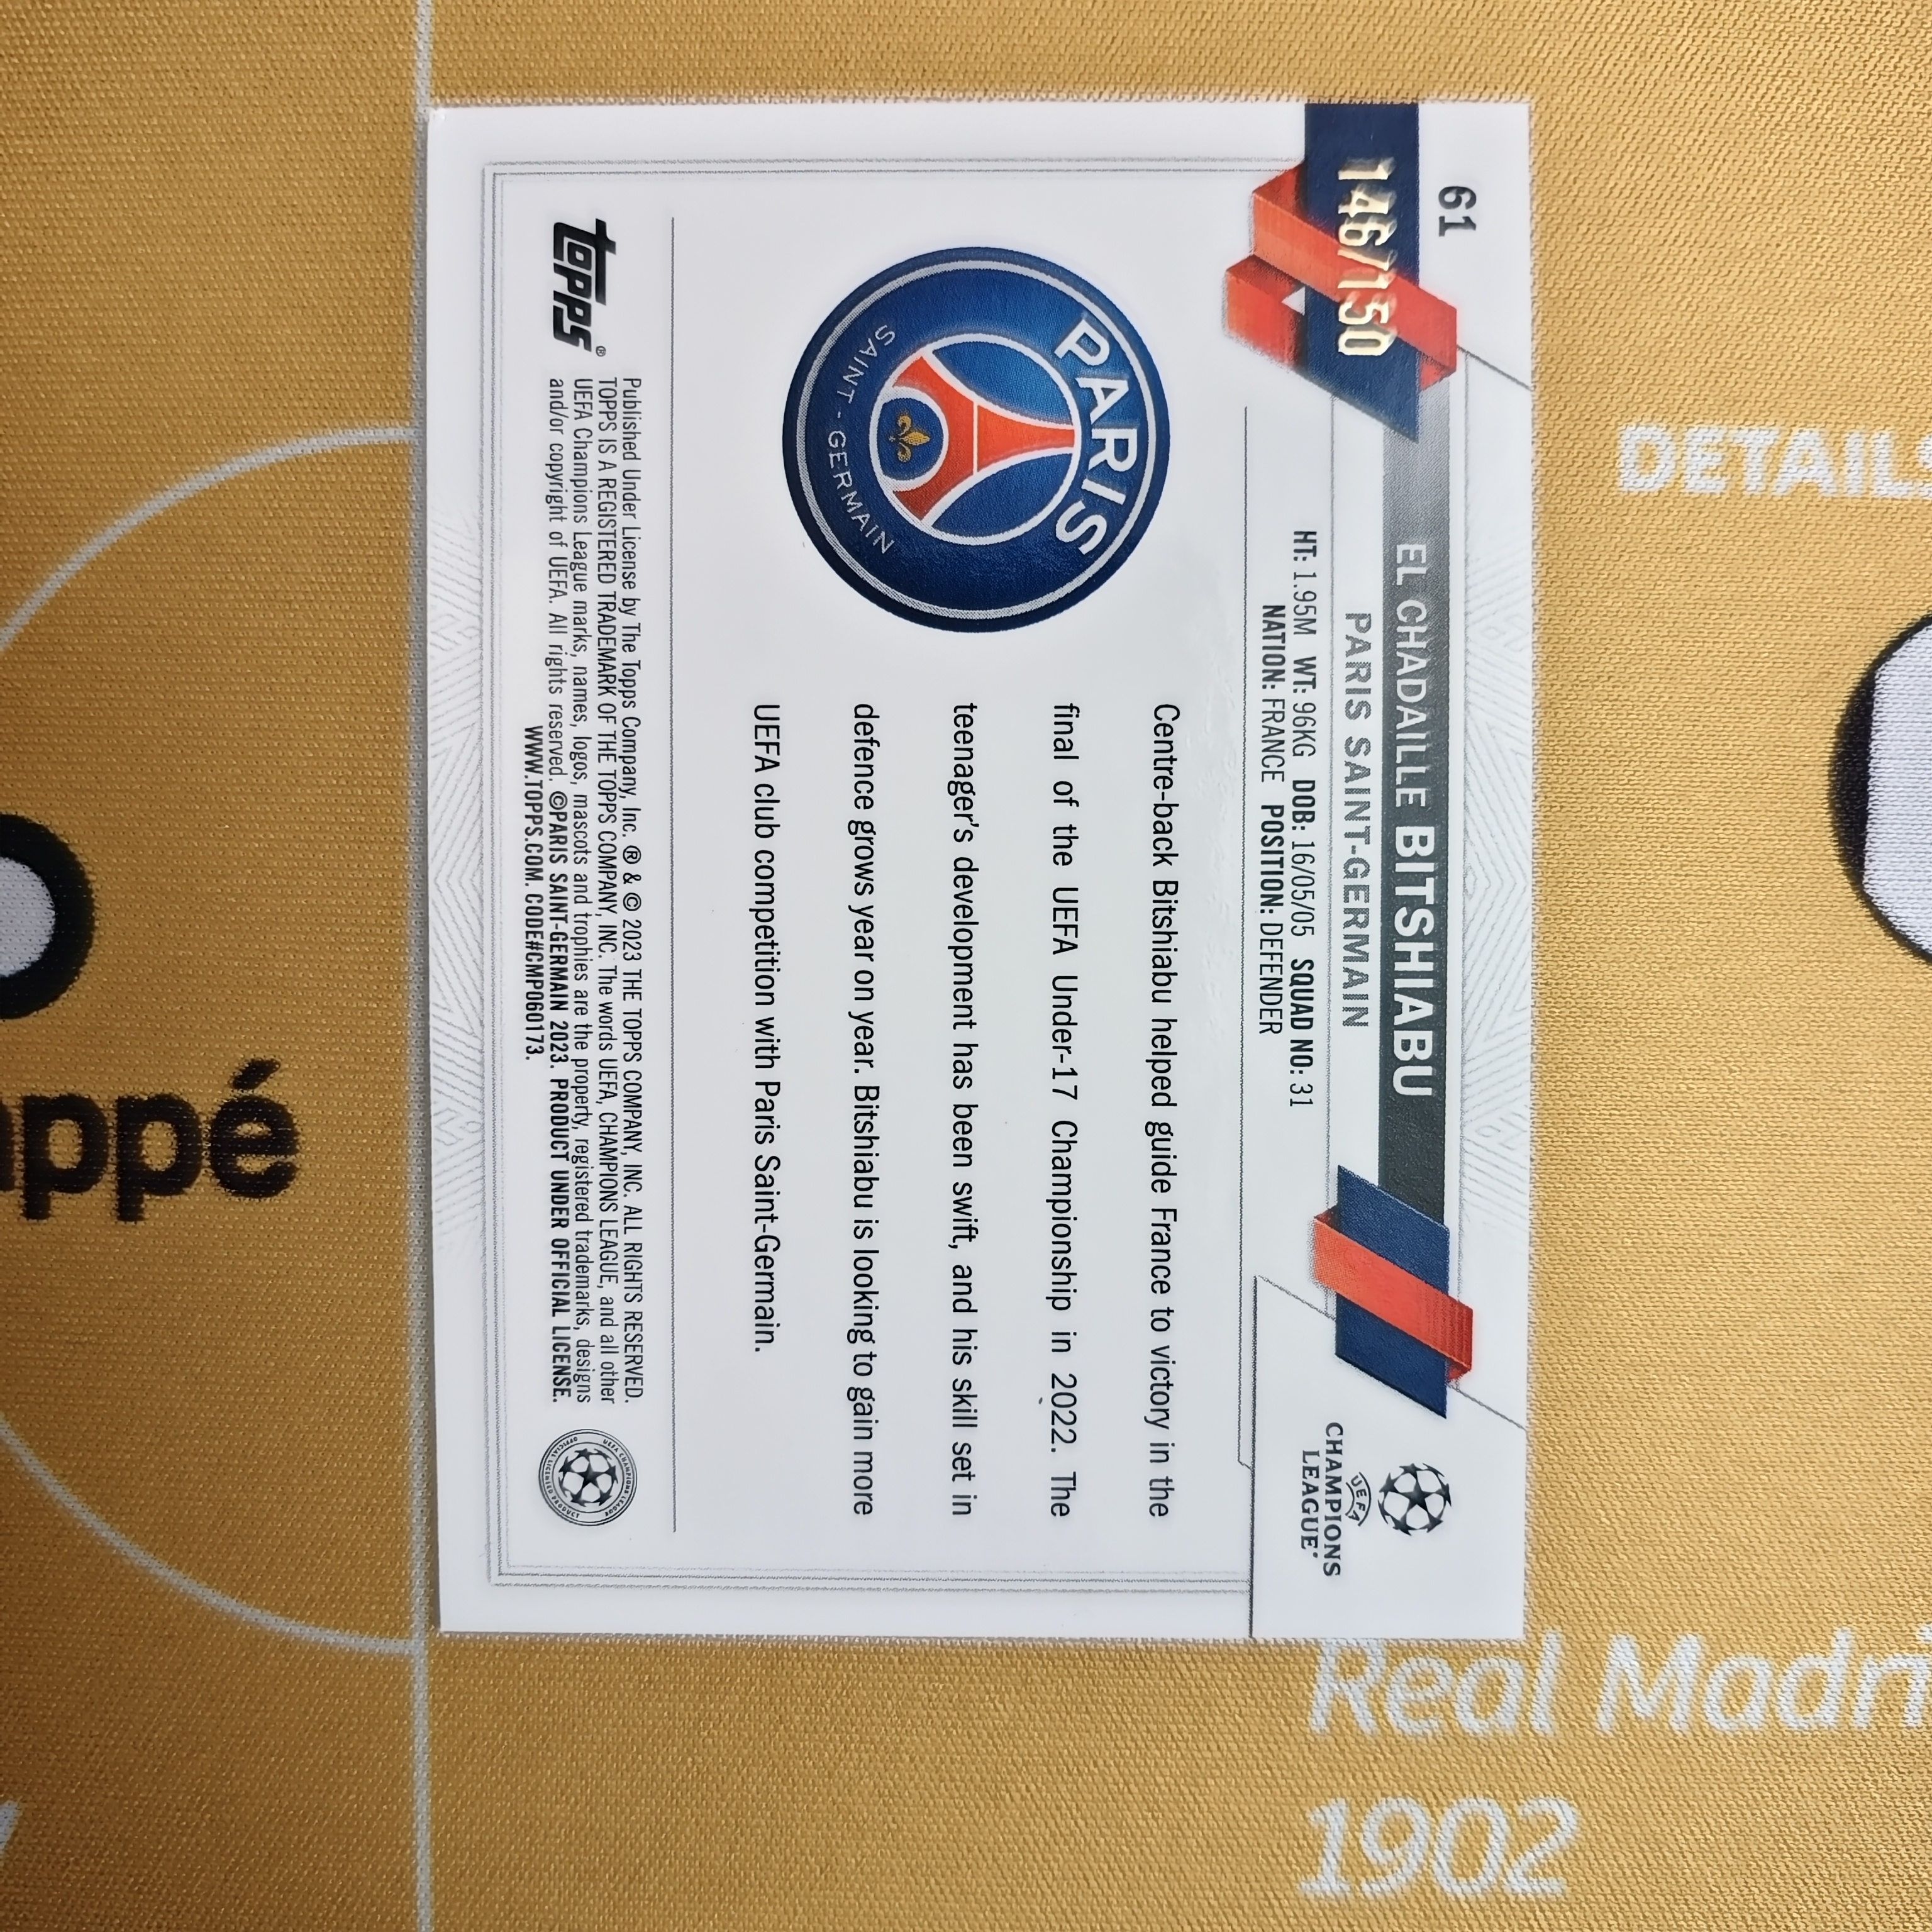 61
146/150
EL CHADAILLE BITSHIABU
PARIS SAINT-GERMAIN
HT: 1.95M WT: 96KG DOB: 16/05/05 SQUAD NO: 31
NATION: FRANCE POSITION: DEFENDER
UEFA
CHAMPIONS
LEAGUE
PARIS
SAINT-GERMAIN
Centre-back Bitshiabu helped guide France to victory in the
final of the UEFA Under-17 Championship in 2022. The
teenager's development has been swift, and his skill set in
defence grows year on year. Bitshiabu is looking to gain more
UEFA club competition with Paris Saint-Germain.
Topps®
Published Under License by The Topps Company, Inc. ® & © 2023 THE TOPPS COMPANY, INC. ALL RIGHTS RESERVED.
TOPPS IS A REGISTERED TRADEMARK OF THE TOPPS COMPANY, INC. The words UEFA, CHAMPIONS LEAGUE, and all other
UEFA Champions League marks, names, logos, mascots and trophies are the property, registered trademarks, designs
and/or copyright of UEFA. All rights reserved. ©PARIS SAINT-GERMAIN 2023. PRODUCT UNDER OFFICIAL LICENSE.
WWW.TOPPS.COM. CODE#CMP060173.
UEFA CHAMPIONS LEAGUE
OFFICIAL LICENSED PRODUCT
DETAILS
appé
Real Madri
1902